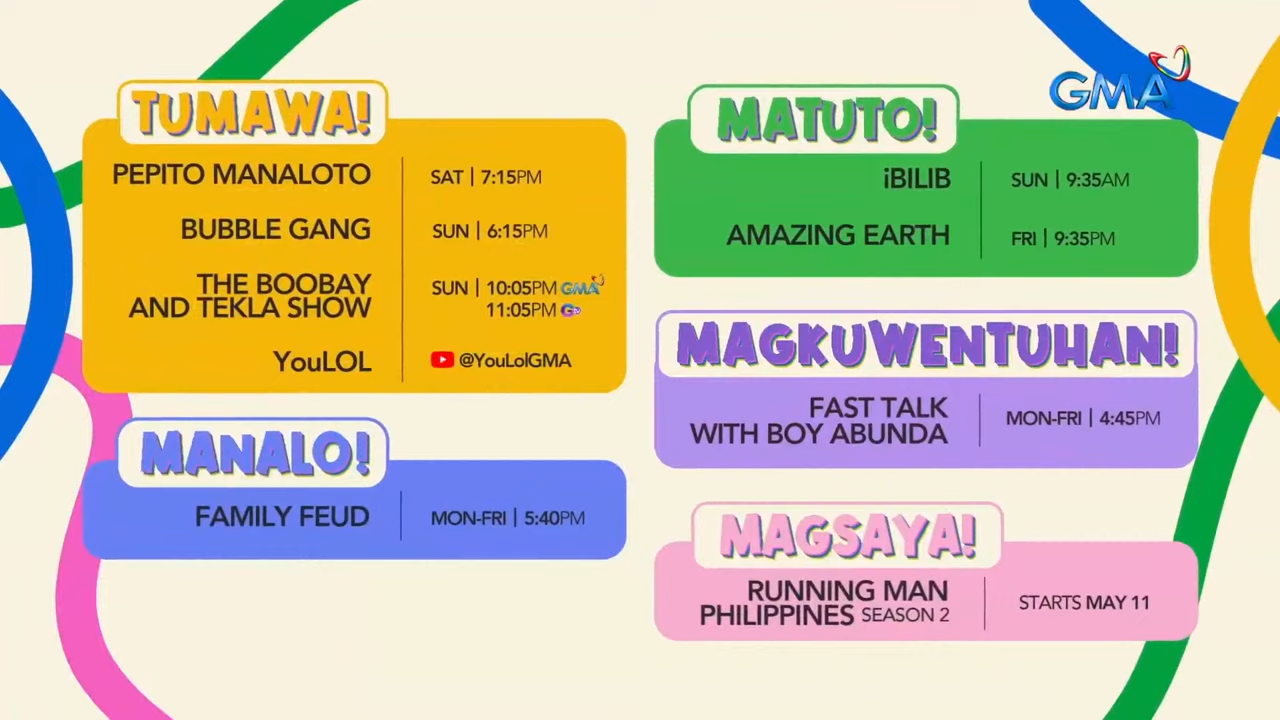 GMA
TUMAWA!
PEPITO MANALOTO SAT | 7:15PM
BUBBLE GANG SUN | 6:15PM
THE BOOBAY
AND TEKLA SHOW
SUN | 10:05PM GMA
11:05PM GTV
YouLOL @YouLolGMA
MANALO!
FAMILY FEUD MON-FRI | 5:40PM
MATUTO!
iBILIB SUN | 9:35AM
AMAZING EARTH FRI | 9:35PM
MAGKUWENTUHAN!
FAST TALK
WITH BOY ABUNDA
MON-FRI | 4:45PM
MAGSAYA!
RUNNING MAN
PHILIPPINES SEASON 2
STARTS MAY 11